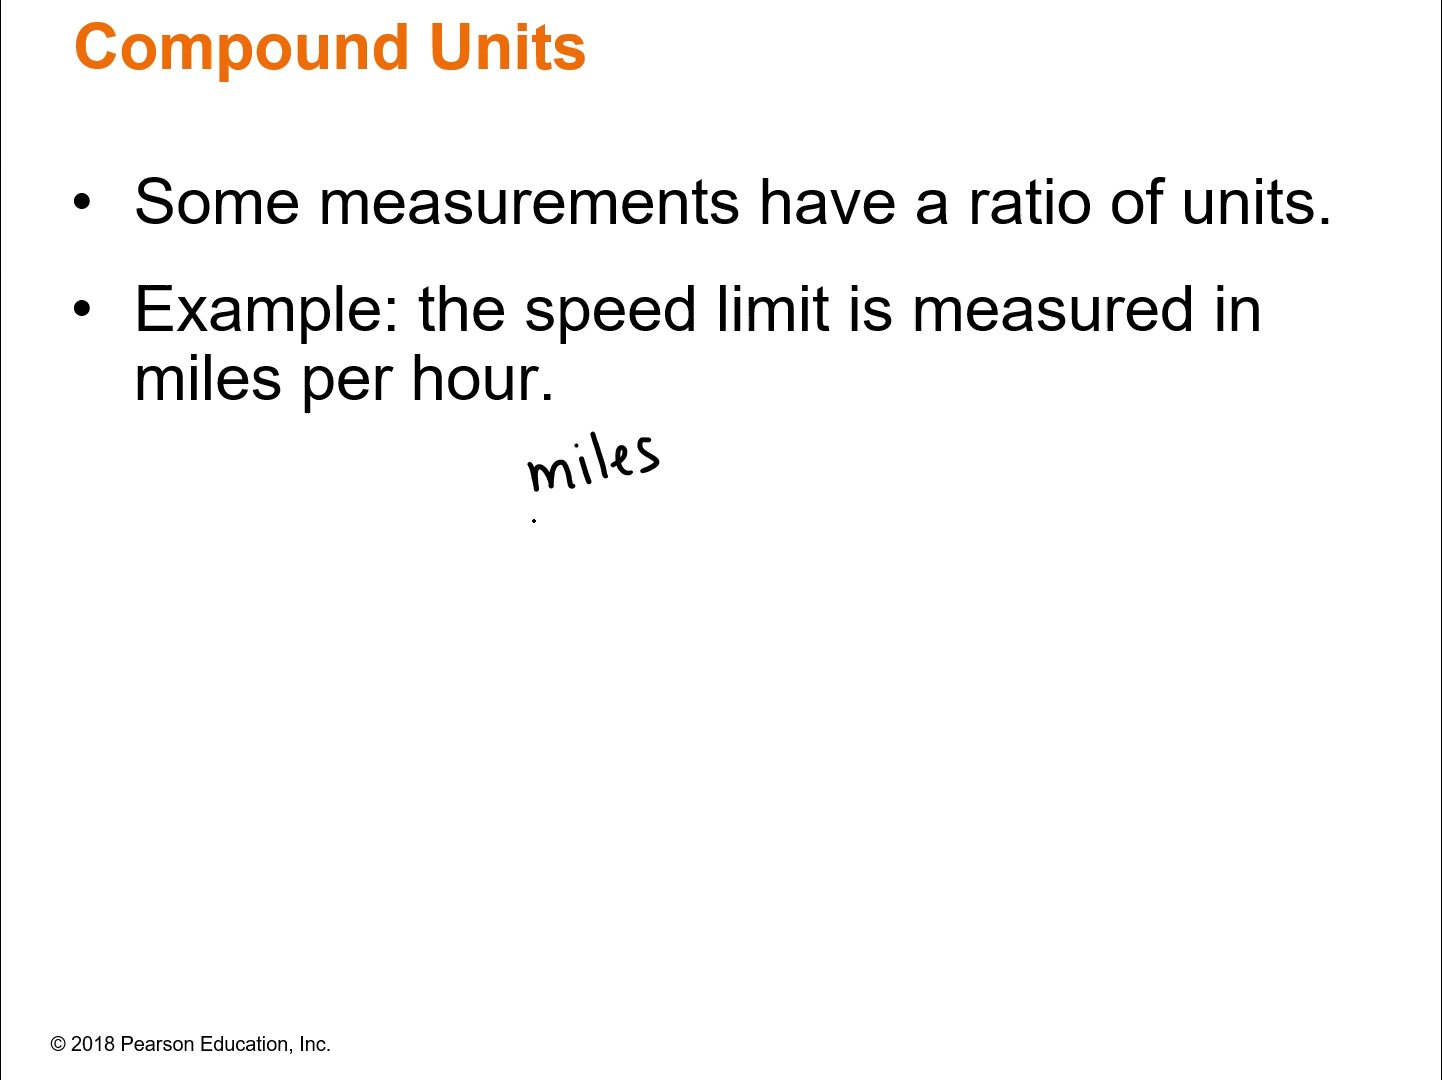 Compound Units
• Some measurements have a ratio of units.
• Example: the speed limit is measured in
miles per hour.
miles
© 2018 Pearson Education, Inc.